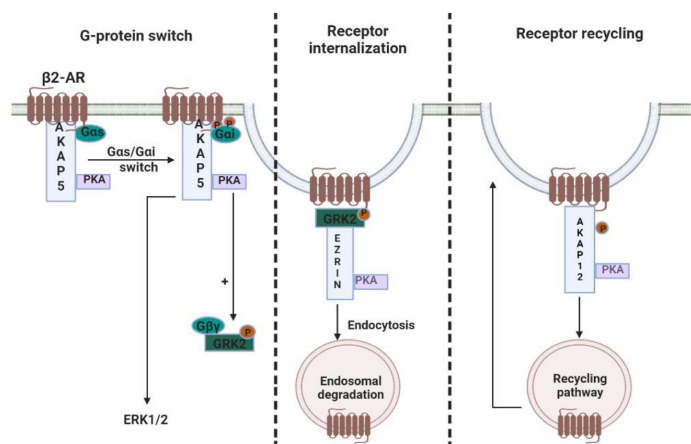 G-protein switch
Receptor
internalization
Receptor recycling
β2-AR
A
K
A
P
5
Gαs
PKA
Gαs/Gαi
switch
A
K
A
P
5
P
P
Gαi
PKA
+
Gβγ
P
GRK2
ERK1/2
GRK2
P
E
Z
R
I
N
PKA
Endocytosis
Endosomal
degradation
A
K
A
P
1
2
P
PKA
Recycling
pathway